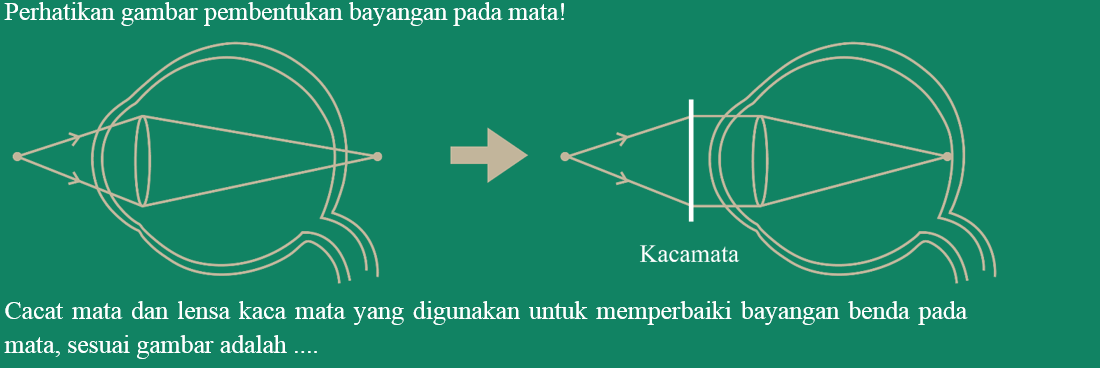 Perhatikan gambar pembentukan bayangan pada mata!
Kacamata
Cacat mata dan lensa kaca mata yang digunakan untuk memperbaiki bayangan benda pada
mata, sesuai gambar adalah ....